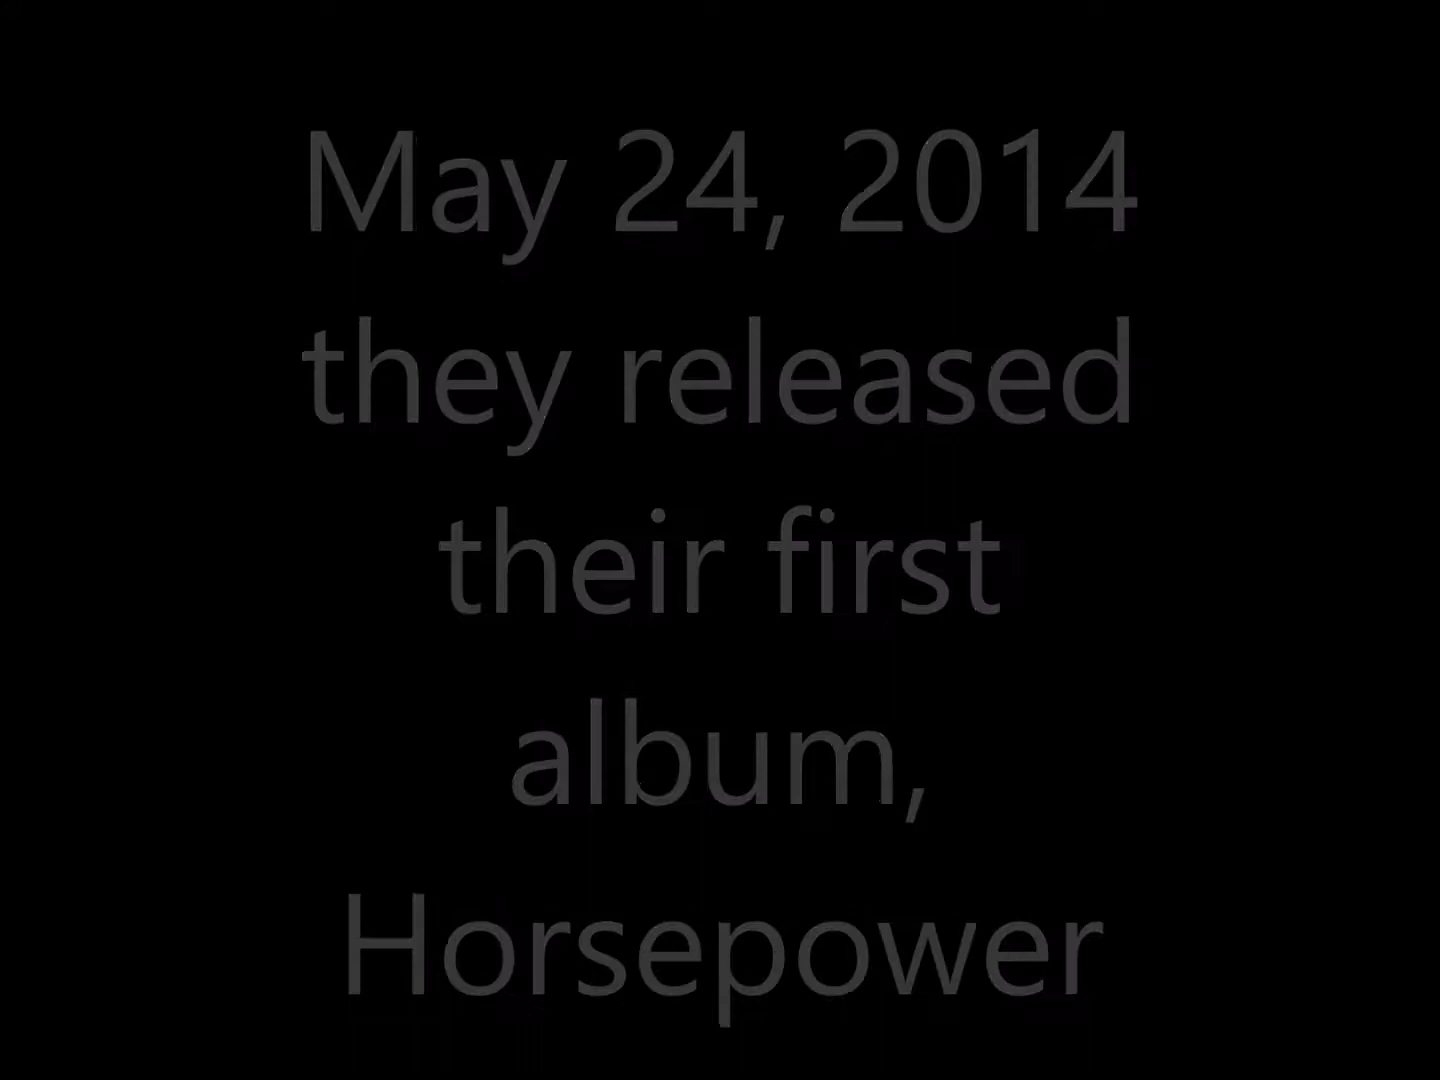 May 24, 2014
they released
their first
album,
Horsepower